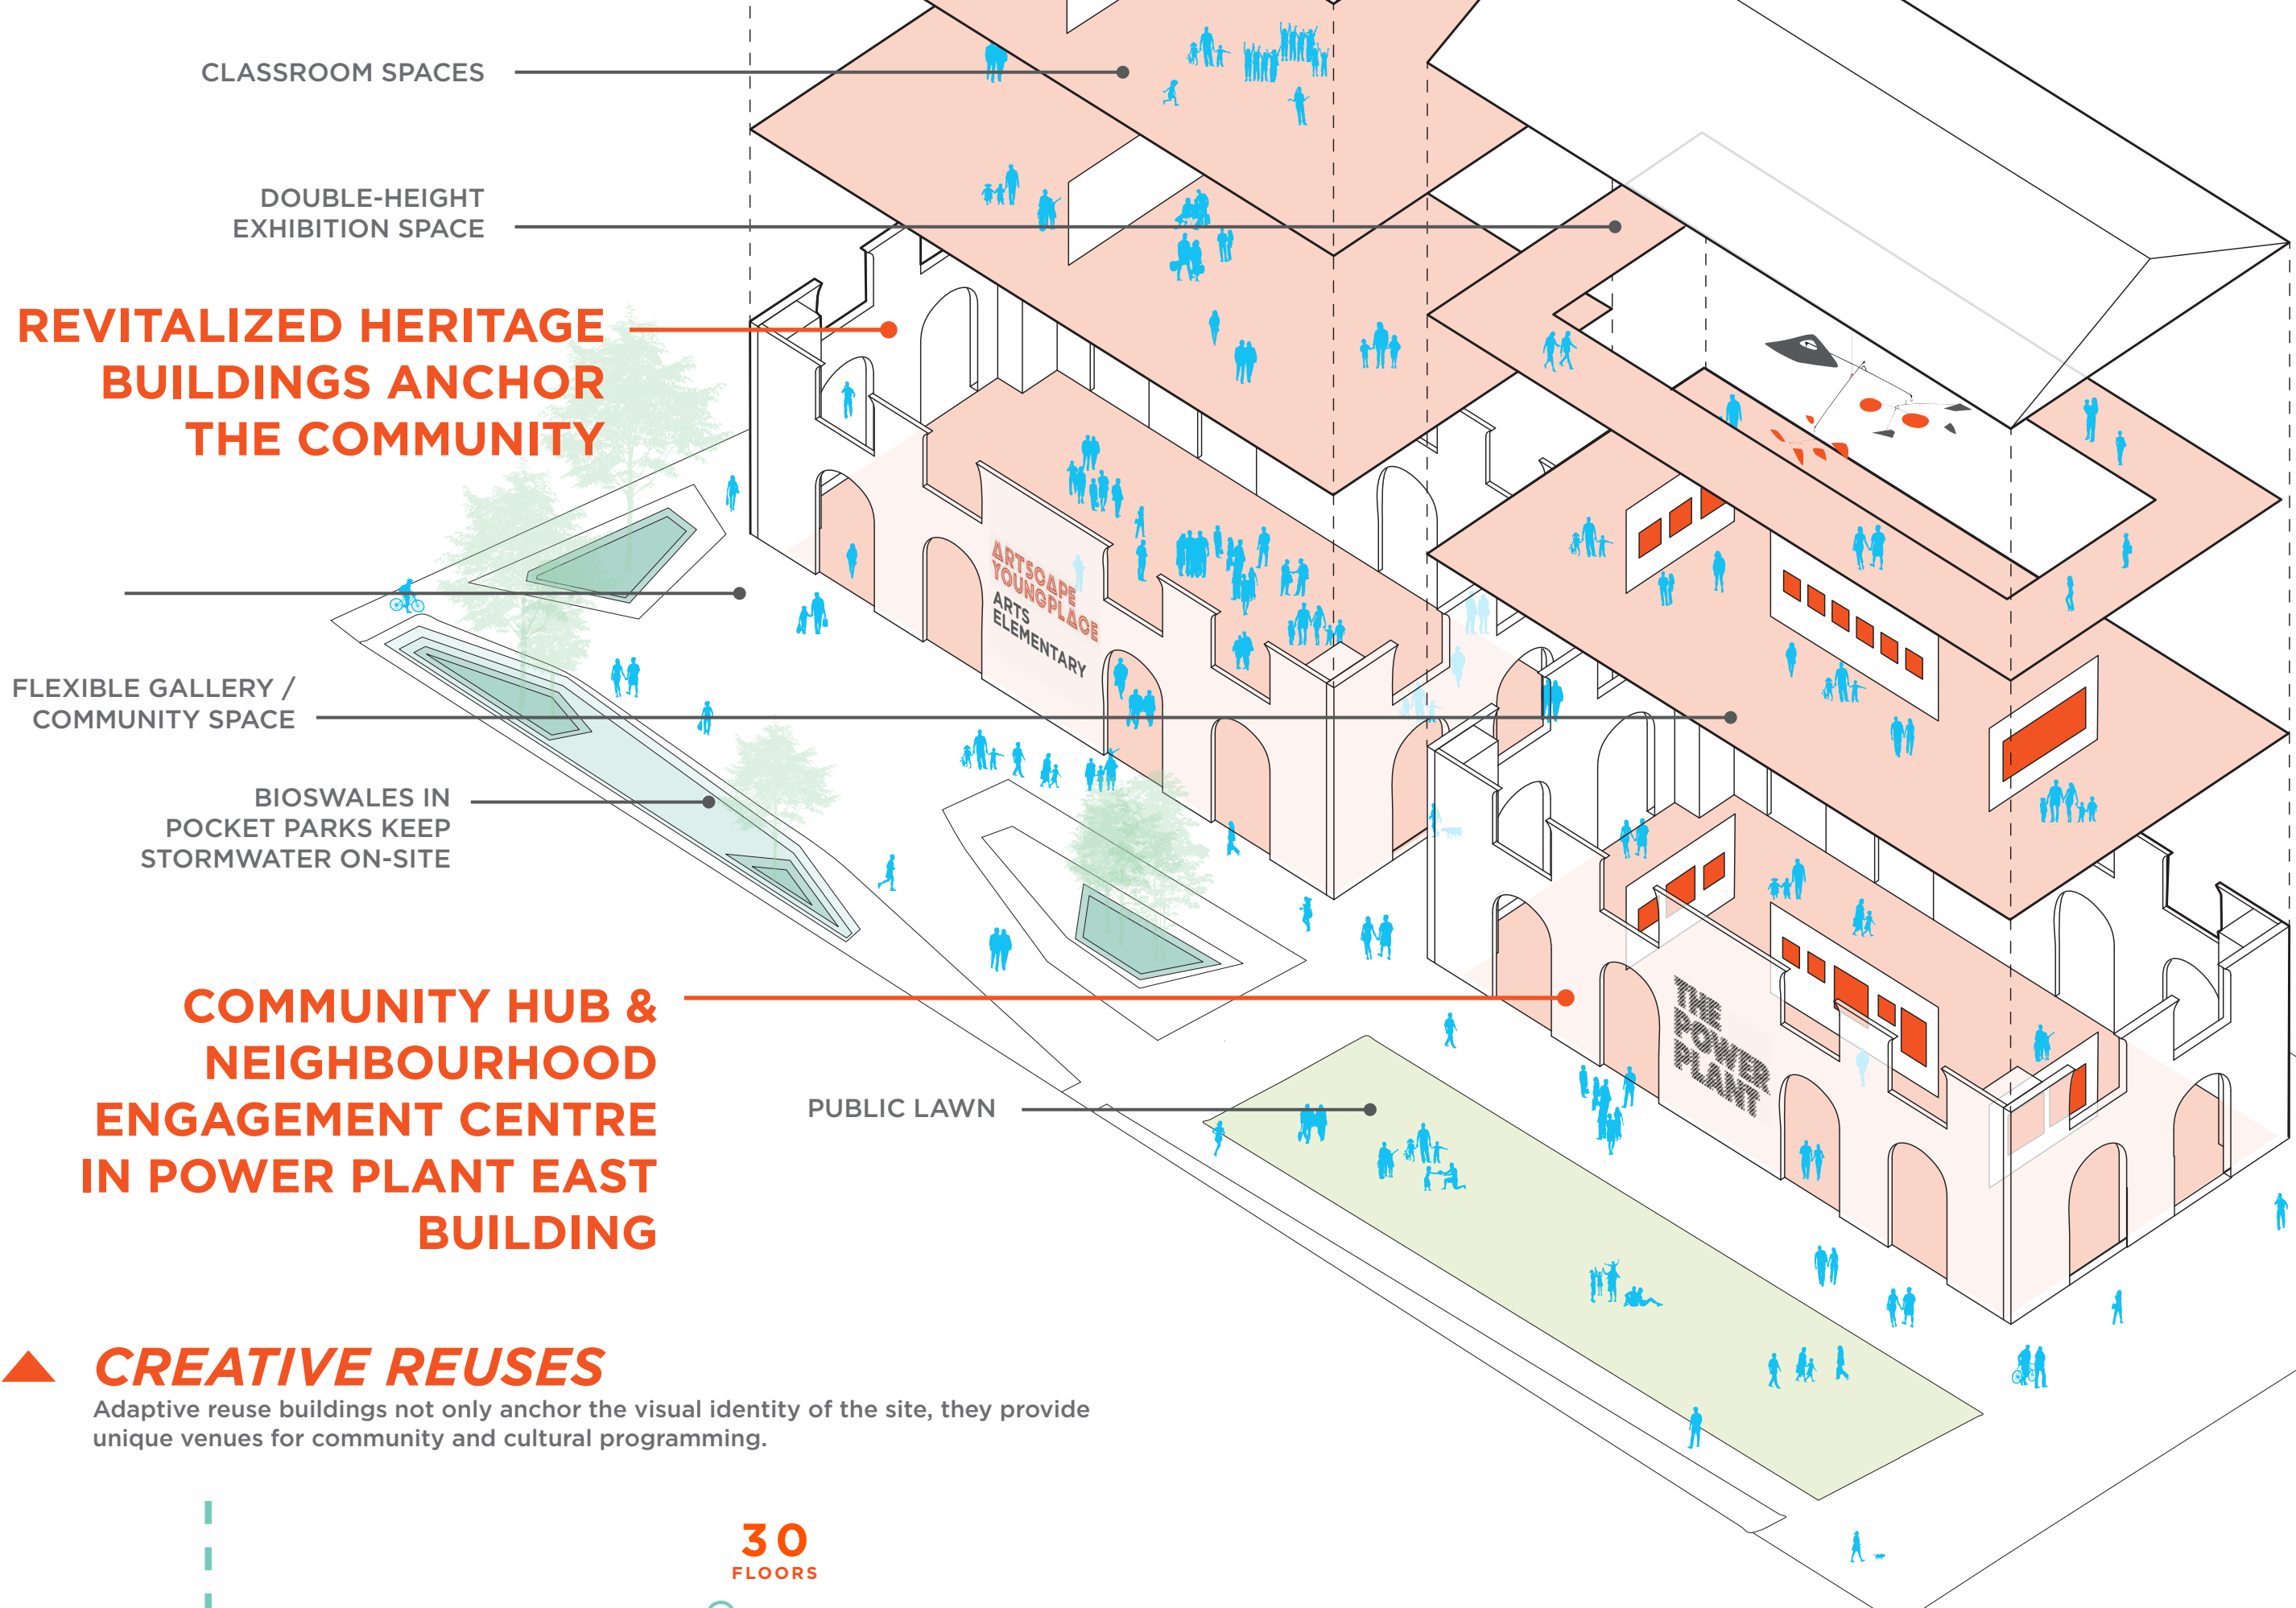 CLASSROOM SPACES
DOUBLE-HEIGHT
EXHIBITION SPACE
REVITALIZED HERITAGE
BUILDINGS ANCHOR
THE COMMUNITY
ARTSCAPE
YOUNGPLACE
ARTS
ELEMENTARY
FLEXIBLE GALLERY /
COMMUNITY SPACE
BIOSWALES IN
POCKET PARKS KEEP
STORMWATER ON-SITE
COMMUNITY HUB &
NEIGHBOURHOOD
ENGAGEMENT CENTRE
IN POWER PLANT EAST
BUILDING
THE
POWER
PLANT
PUBLIC LAWN
CREATIVE REUSES
Adaptive reuse buildings not only anchor the visual identity of the site, they provide
unique venues for community and cultural programming.
30
FLOORS